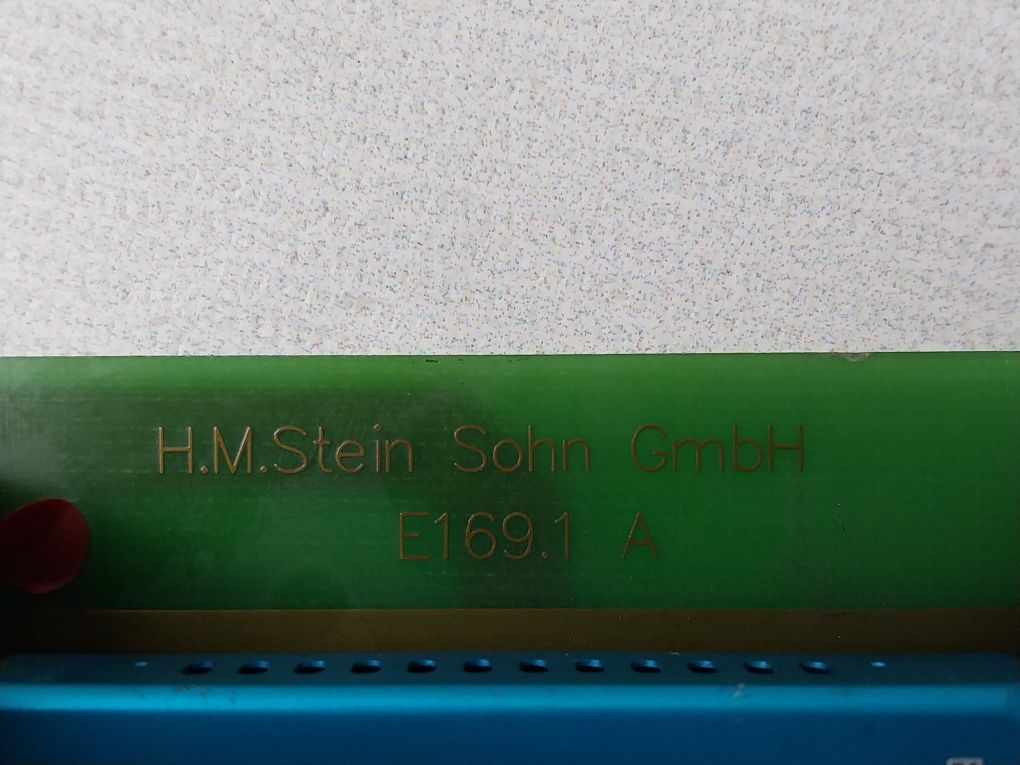 H.M.Stein Sohn GmbH
E169.1 A